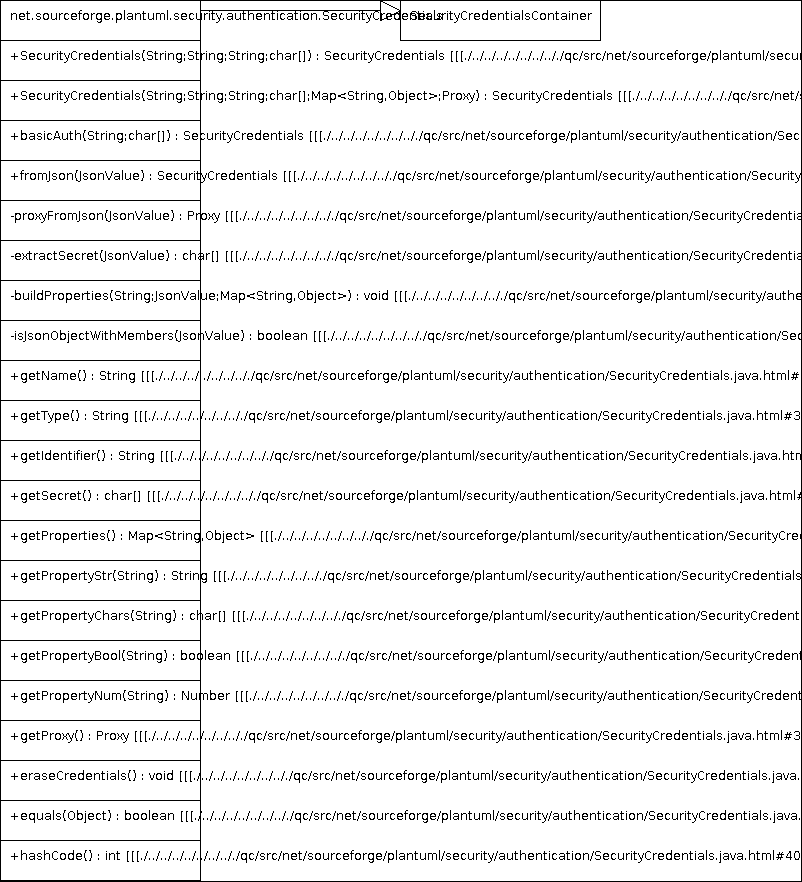 net.sourceforge.plantuml.security.authentication.SecurityCredentials
SecurityCredentialsContainer
+SecurityCredentials(String;String;String;char[]) : SecurityCredentials [[[./../../../../../../../../qc/src/net/sourceforge/plantuml/secu
+SecurityCredentials(String;String;String;char[];Map<String,Object>;Proxy) : SecurityCredentials [[[./../../../../../../../../qc/src/net/
+basicAuth(String;char[]) : SecurityCredentials [[[./../../../../../../../../qc/src/net/sourceforge/plantuml/security/authentication/Sec
+fromJson(JsonValue) : SecurityCredentials [[[./../../../../../../../../qc/src/net/sourceforge/plantuml/security/authentication/Security
-proxyFromJson(JsonValue) : Proxy [[[./../../../../../../../../qc/src/net/sourceforge/plantuml/security/authentication/SecurityCredentia
-extractSecret(JsonValue) : char[] [[[./../../../../../../../../qc/src/net/sourceforge/plantuml/security/authentication/SecurityCredentia
-buildProperties(String;JsonValue;Map<String,Object>) : void [[[./../../../../../../../../qc/src/net/sourceforge/plantuml/security/authe
-isJsonObjectWithMembers(JsonValue) : boolean [[[./../../../../../../../../qc/src/net/sourceforge/plantuml/security/authentication/Sec
+getName() : String [[[./../../../../../../../../qc/src/net/sourceforge/plantuml/security/authentication/SecurityCredentials.java.html#
+getType() : String [[[./../../../../../../../../qc/src/net/sourceforge/plantuml/security/authentication/SecurityCredentials.java.html#3
+getIdentifier() : String [[[./../../../../../../../../qc/src/net/sourceforge/plantuml/security/authentication/SecurityCredentials.java.htm
+getSecret() : char[] [[[./../../../../../../../../qc/src/net/sourceforge/plantuml/security/authentication/SecurityCredentials.java.html#
+getProperties() : Map<String,Object> [[[./../../../../../../../../qc/src/net/sourceforge/plantuml/security/authentication/SecurityCre
+getPropertyStr(String) : String [[[./../../../../../../../../qc/src/net/sourceforge/plantuml/security/authentication/SecurityCredentials
+getPropertyChars(String) : char[] [[[./../../../../../../../../qc/src/net/sourceforge/plantuml/security/authentication/SecurityCredent
+getPropertyBool(String) : boolean [[[./../../../../../../../../qc/src/net/sourceforge/plantuml/security/authentication/SecurityCreden
+getPropertyNum(String) : Number [[[./../../../../../../../../qc/src/net/sourceforge/plantuml/security/authentication/SecurityCredent
+getProxy() : Proxy [[[./../../../../../../../../qc/src/net/sourceforge/plantuml/security/authentication/SecurityCredentials.java.html#3
+eraseCredentials() : void [[[./../../../../../../../../qc/src/net/sourceforge/plantuml/security/authentication/SecurityCredentials.java.
+equals(Object) : boolean [[[./../../../../../../../../qc/src/net/sourceforge/plantuml/security/authentication/SecurityCredentials.java.
+hashCode() : int [[[./../../../../../../../../qc/src/net/sourceforge/plantuml/security/authentication/SecurityCredentials.java.html#40